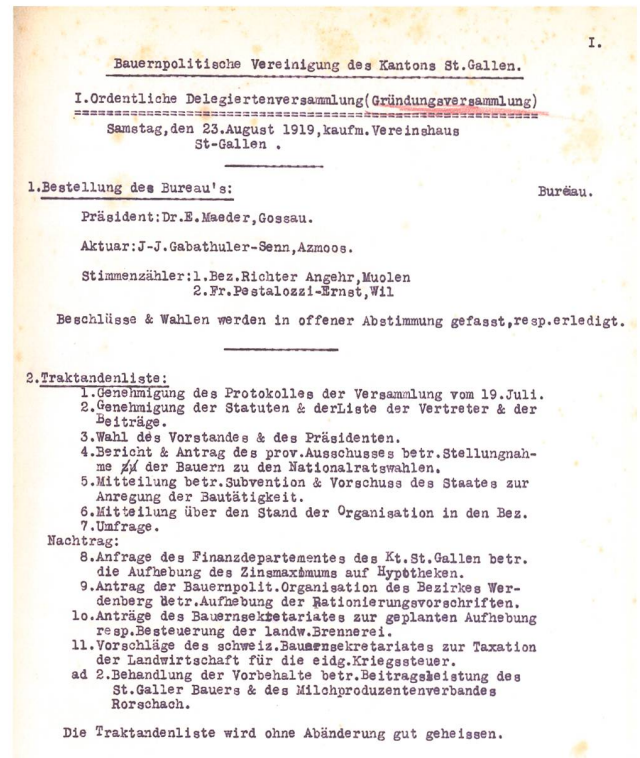 I.
Bauernpolitische Vereinigung des Kantons St.Gallen.
I.Ordentliche Delegiertenversammlung(Gründungsversammlung)
Samstag,den 23.August 1919,kaufm.Vereinshaus
St-Gallen .
1.Bestellung des Bureau's: Bureau.
Präsident:Dr.E.Maeder,Gossau.
Aktuar:J-J.Gabathuler-Senn,Azmoos.
Stimmenzähler:1.Bez.Richter Angehr,Muolen
2.Fr.Pestalozzi-Ernst,Wil
Beschlüsse & Wahlen werden in offener Abstimmung gefasst,resp.erledigt.
2.Traktandenliste:
1.Genehmigung des Protokolles der Versammlung vom 19.Juli.
2.Genehmigung der Statuten & derListe der Vertreter & der
Beiträge.
3.Wahl des Vorstandes & des Präsidenten.
4.Bericht & Antrag des prov.Ausschusses betr.Stellungnah-
me der Bauern zu den Nationalratswahlen.
5.Mitteilung betr.Subvention & Vorschuss des Staates zur
Anregung der Bautätigkeit.
6.Mitteilung über den Stand der Organisation in den Bez.
7.Umfrage.
Nachtrag:
8.Anfrage des Finanzdepartementes des Kt.St.Gallen betr.
die Aufhebung des Zinsmaximums auf Hypotheken.
9.Antrag der Bauernpolit.Organisation des Bezirkes Wer-
denberg betr.Aufhebung der Rationierungsvorschriften.
1o.Anträge des Bauernsekretariates zur geplanten Aufhebung
resp.Besteuerung der landw.Brennerei.
11.Vorschläge des schweiz.Bauernsekretariates zur Taxation
der Landwirtschaft für die eidg.Kriegssteuer.
ad 2.Behandlung der Vorbehalte betr.Beitragsleistung des
St.Galler Bauers & des Milchproduzentenverbandes
Rorschach.
Die Traktandenliste wird ohne Abänderung gut geheissen.